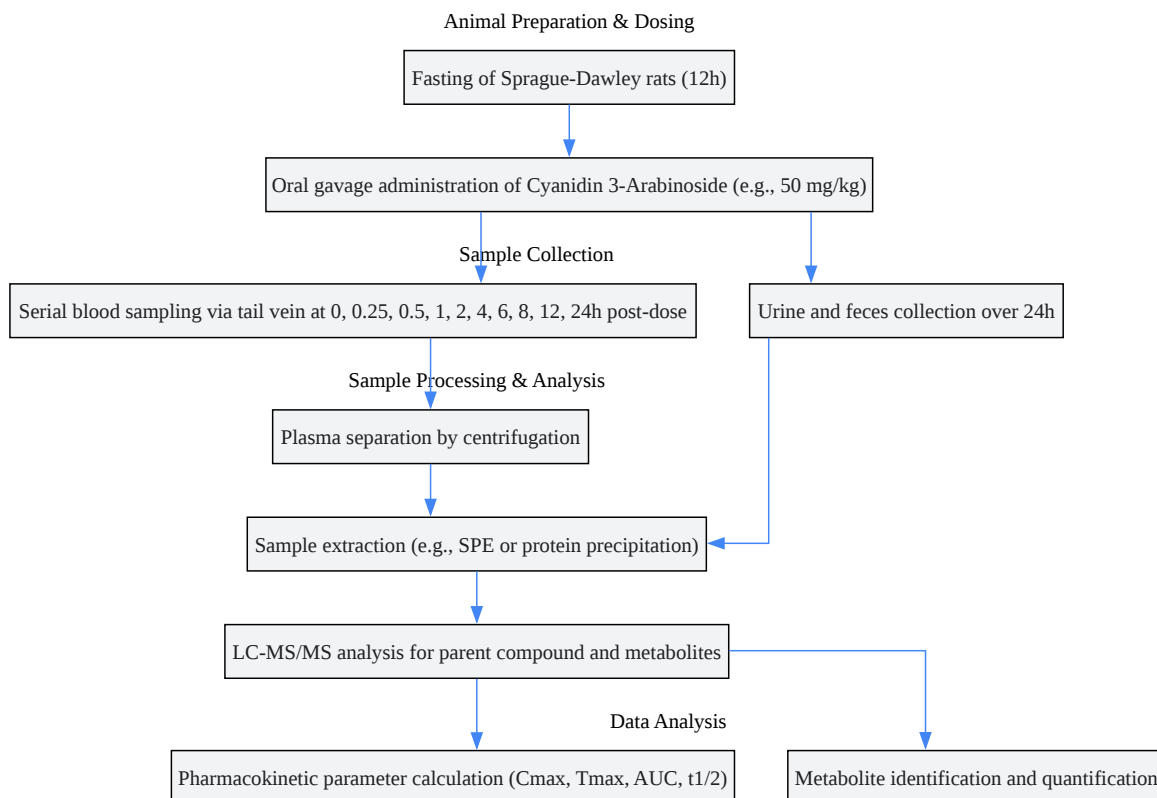 Animal Preparation & Dosing
Fasting of Sprague-Dawley rats (12h)
Oral gavage administration of Cyanidin 3-Arabinoside (e.g., 50 mg/kg)
Sample Collection
Serial blood sampling via tail vein at 0, 0.25, 0.5, 1, 2, 4, 6, 8, 12, 24h post-dose
Urine and feces collection over 24h
Sample Processing & Analysis
Plasma separation by centrifugation
Sample extraction (e.g., SPE or protein precipitation)
LC-MS/MS analysis for parent compound and metabolites
Data Analysis
Pharmacokinetic parameter calculation (Cmax, Tmax, AUC, t1/2)
Metabolite identification and quantification